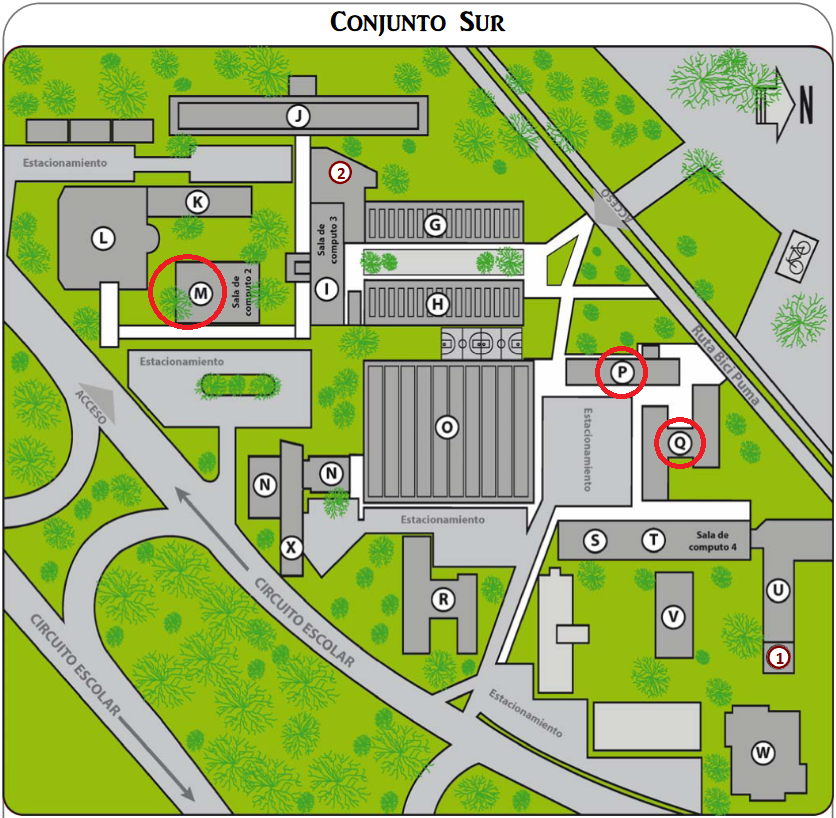 CONJUNTO SUR
N
J
Estacionamiento
2
ACCESO
K
G
L
Sala de
computo 3
M
Sala de
computo 2
I
H
Ruta Bici Puma
Estacionamiento
P
ACCESO
O
Estacionamiento
Q
N
N
Estacionamiento
X
S
T
Sala de
computo 4
CIRCUITO ESCOLAR
R
V
U
1
CIRCUITO ESCOLAR
Estacionamiento
W